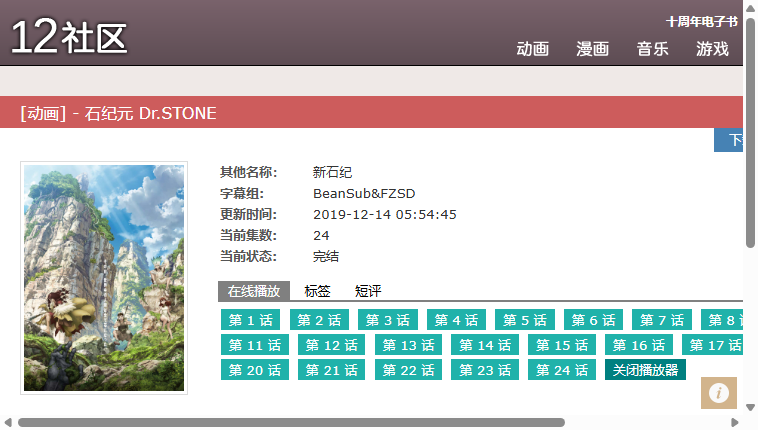 12社区
十周年电子书
动画 漫画 音乐 游戏
[动画] - 石纪元 Dr.STONE
下
其他名称: 新石纪
字幕组: BeanSub&FZSD
更新时间: 2019-12-14 05:54:45
当前集数: 24
当前状态: 完结
在线播放 标签 短评
第 1 话 第 2 话 第 3 话 第 4 话 第 5 话 第 6 话 第 7 话 第 8
第 11 话 第 12 话 第 13 话 第 14 话 第 15 话 第 16 话 第 17 话
第 20 话 第 21 话 第 22 话 第 23 话 第 24 话 关闭播放器